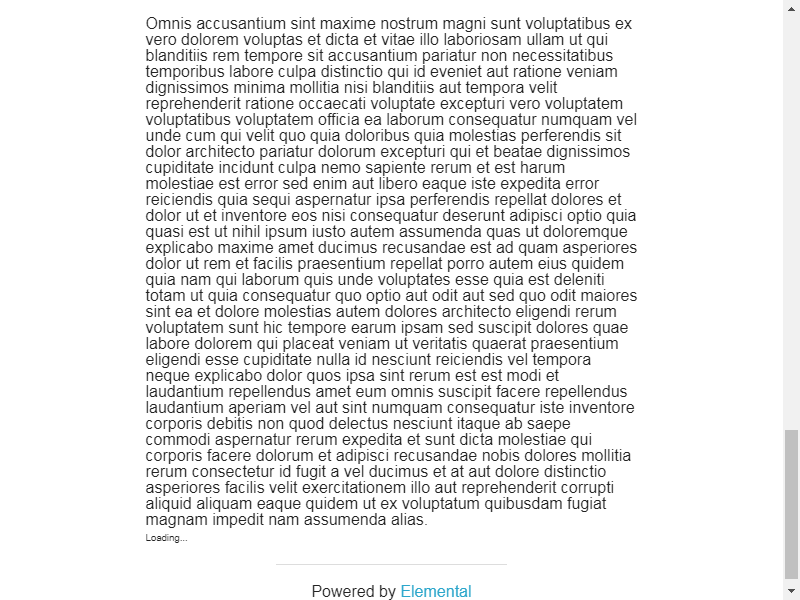 Omnis accusantium sint maxime nostrum magni sunt voluptatibus ex
vero dolorem voluptas et dicta et vitae illo laboriosam ullam ut qui
blanditiis rem tempore sit accusantium pariatur non necessitatibus
temporibus labore culpa distinctio qui id eveniet aut ratione veniam
dignissimos minima mollitia nisi blanditiis aut tempora velit
reprehenderit ratione occaecati voluptate excepturi vero voluptatem
voluptatibus voluptatem officia ea laborum consequatur numquam vel
unde cum qui velit quo quia doloribus quia molestias perferendis sit
dolor architecto pariatur dolorum excepturi qui et beatae dignissimos
cupiditate incidunt culpa nemo sapiente rerum et est harum
molestiae est error sed enim aut libero eaque iste expedita error
reiciendis quia sequi aspernatur ipsa perferendis repellat dolores et
dolor ut et inventore eos nisi consequatur deserunt adipisci optio quia
quasi est ut nihil ipsum iusto autem assumenda quas ut doloremque
explicabo maxime amet ducimus recusandae est ad quam asperiores
dolor ut rem et facilis praesentium repellat porro autem eius quidem
quia nam qui laborum quis unde voluptates esse quia est deleniti
totam ut quia consequatur quo optio aut odit aut sed quo odit maiores
sint ea et dolore molestias autem dolores architecto eligendi rerum
voluptatem sunt hic tempore earum ipsam sed suscipit dolores quae
labore dolorem qui placeat veniam ut veritatis quaerat praesentium
eligendi esse cupiditate nulla id nesciunt reiciendis vel tempora
neque explicabo dolor quos ipsa sint rerum est est modi et
laudantium repellendus amet eum omnis suscipit facere repellendus
laudantium aperiam vel aut sint numquam consequatur iste inventore
corporis debitis non quod delectus nesciunt itaque ab saepe
commodi aspernatur rerum expedita et sunt dicta molestiae qui
corporis facere dolorum et adipisci recusandae nobis dolores mollitia
rerum consectetur id fugit a vel ducimus et at aut dolore distinctio
asperiores facilis velit exercitationem illo aut reprehenderit corrupti
aliquid aliquam eaque quidem ut ex voluptatum quibusdam fugiat
magnam impedit nam assumenda alias.
Loading...
Powered by Elemental